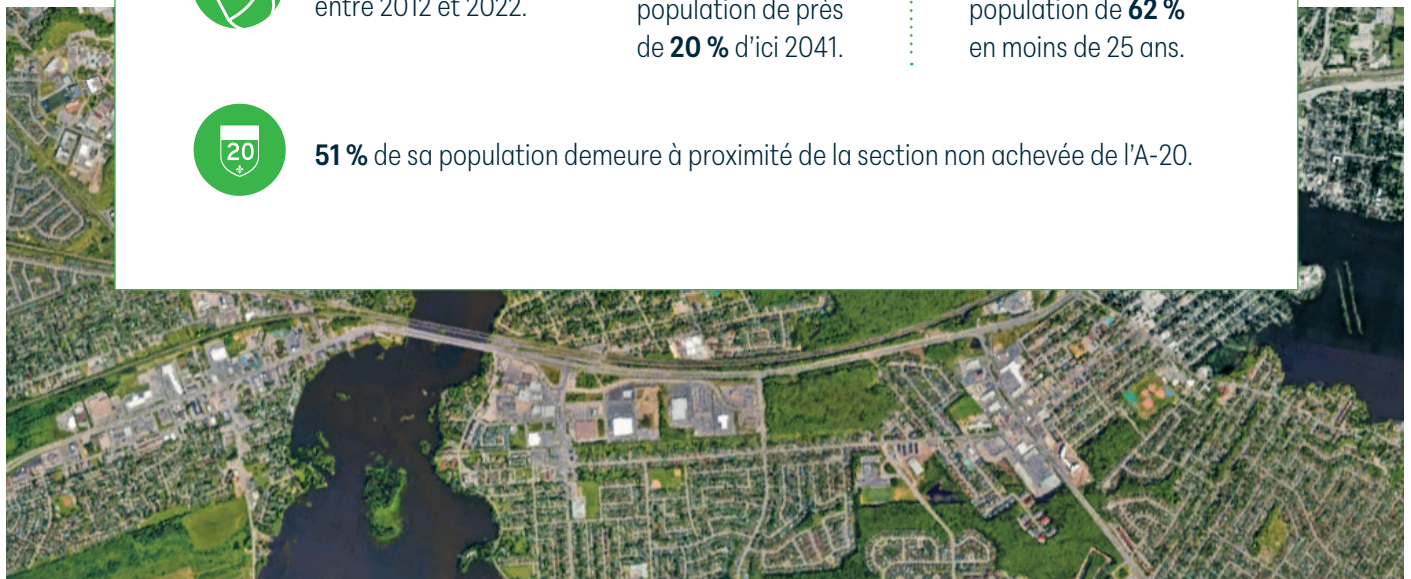 entre 2012 et 2022.
population de près
de 20 % d'ici 2041.
population de 62 %
en moins de 25 ans.
20
51 % de sa population demeure à proximité de la section non achevée de l'A-20.